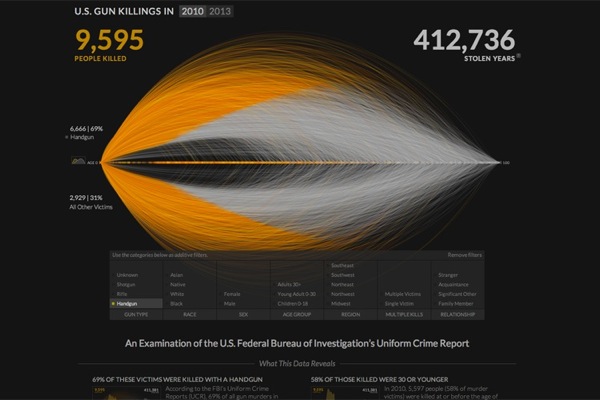 U.S. GUN KILLINGS IN 2010 2013
9,595
PEOPLE KILLED
412,736
STOLEN YEARS
6,666 | 69%
Handgun
AGE 0
100
2,929 | 31%
All Other Victims
Use the categories below as additive filters.
Remove filters
Unknown
Shotgun
Rifle
Handgun
GUN TYPE
Asian
Native
White
Black
RACE
Female
Male
SEX
Adults 30+
Young Adult 0-30
Children 0-18
AGE GROUP
Southeast
Southwest
Northeast
Northwest
Midwest
REGION
Multiple Victims
Single Victim
MULTIPLE KILLS
Stranger
Acquaintance
Significant Other
Family Member
RELATIONSHIP
An Examination of the U.S. Federal Bureau of Investigation's Uniform Crime Report
What This Data Reveals
69% OF THESE VICTIMS WERE KILLED WITH A HANDGUN
According to the FBI's Uniform Crime
Reports (UCR), 69% of all gun murders in
58% OF THOSE KILLED WERE 30 OR YOUNGER
In 2010, 5,597 people (58% of murder
victims) were killed at or before the age of